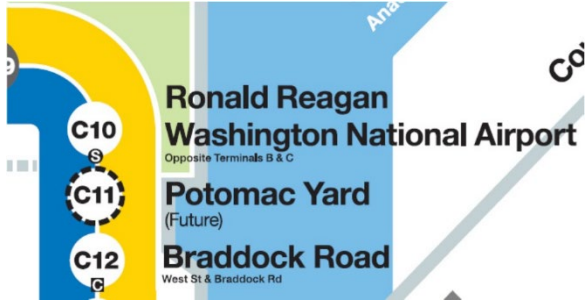 Ronald Reagan
C10
Washington National Airport
Opposite Terminals B & C
S
C11
Potomac Yard
(Future)
C12
Braddock Road
West St & Braddock Rd
C